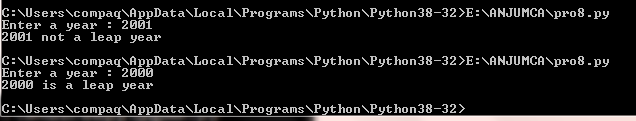 C:\Users\compaq\AppData\Local\Programs\Python\Python38-32>E:\ANJUMCA\pro8.py
Enter a year : 2001
2001 not a leap year
C:\Users\compaq\AppData\Local\Programs\Python\Python38-32>E:\ANJUMCA\pro8.py
Enter a year : 2000
2000 is a leap year
C:\Users\compaq\AppData\Local\Programs\Python\Python38-32>